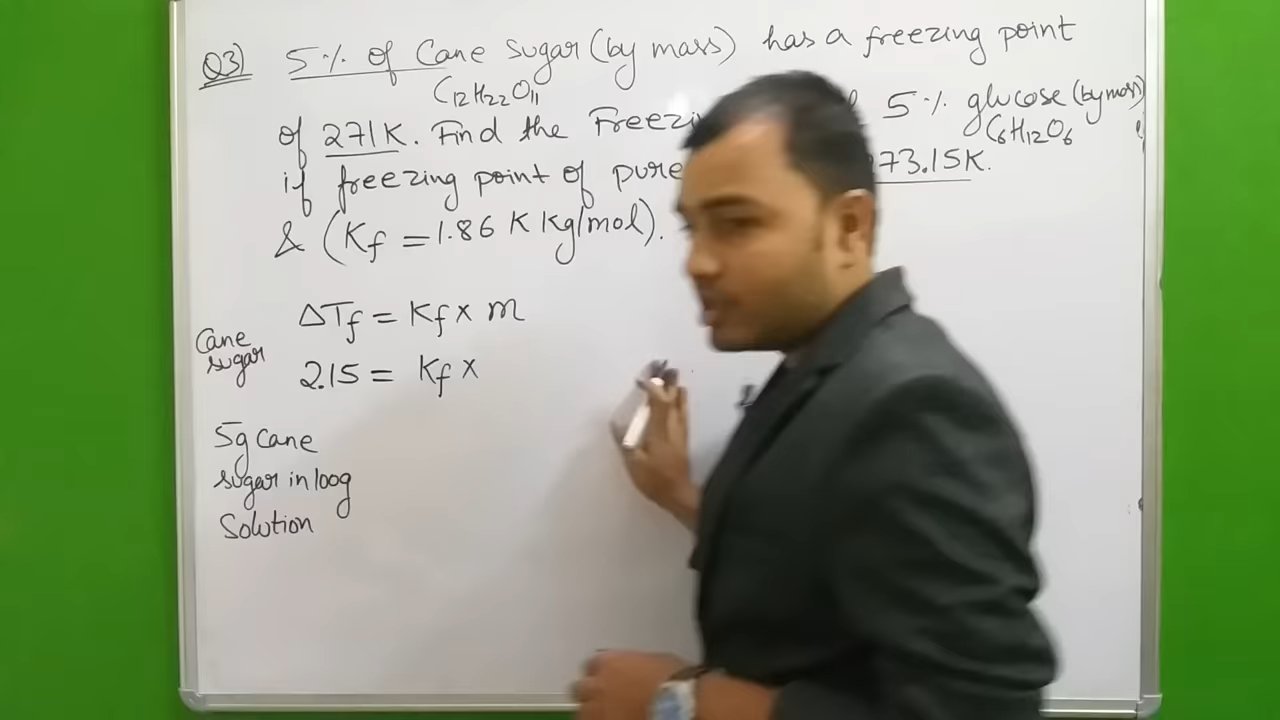 Q3) 5% of Cane sugar (by mass) has a freezing point
C12H22O11
of 271K. Find the Freezi 5% glucose (by mass)
C6H12O6
if freezing point of pure 73.15K.
& (Kf = 1.86 K Kg/mol).
ΔTf = Kf × m
Cane
sugar
2.15 = Kf ×
5g Cane
sugar in 100g
Solution